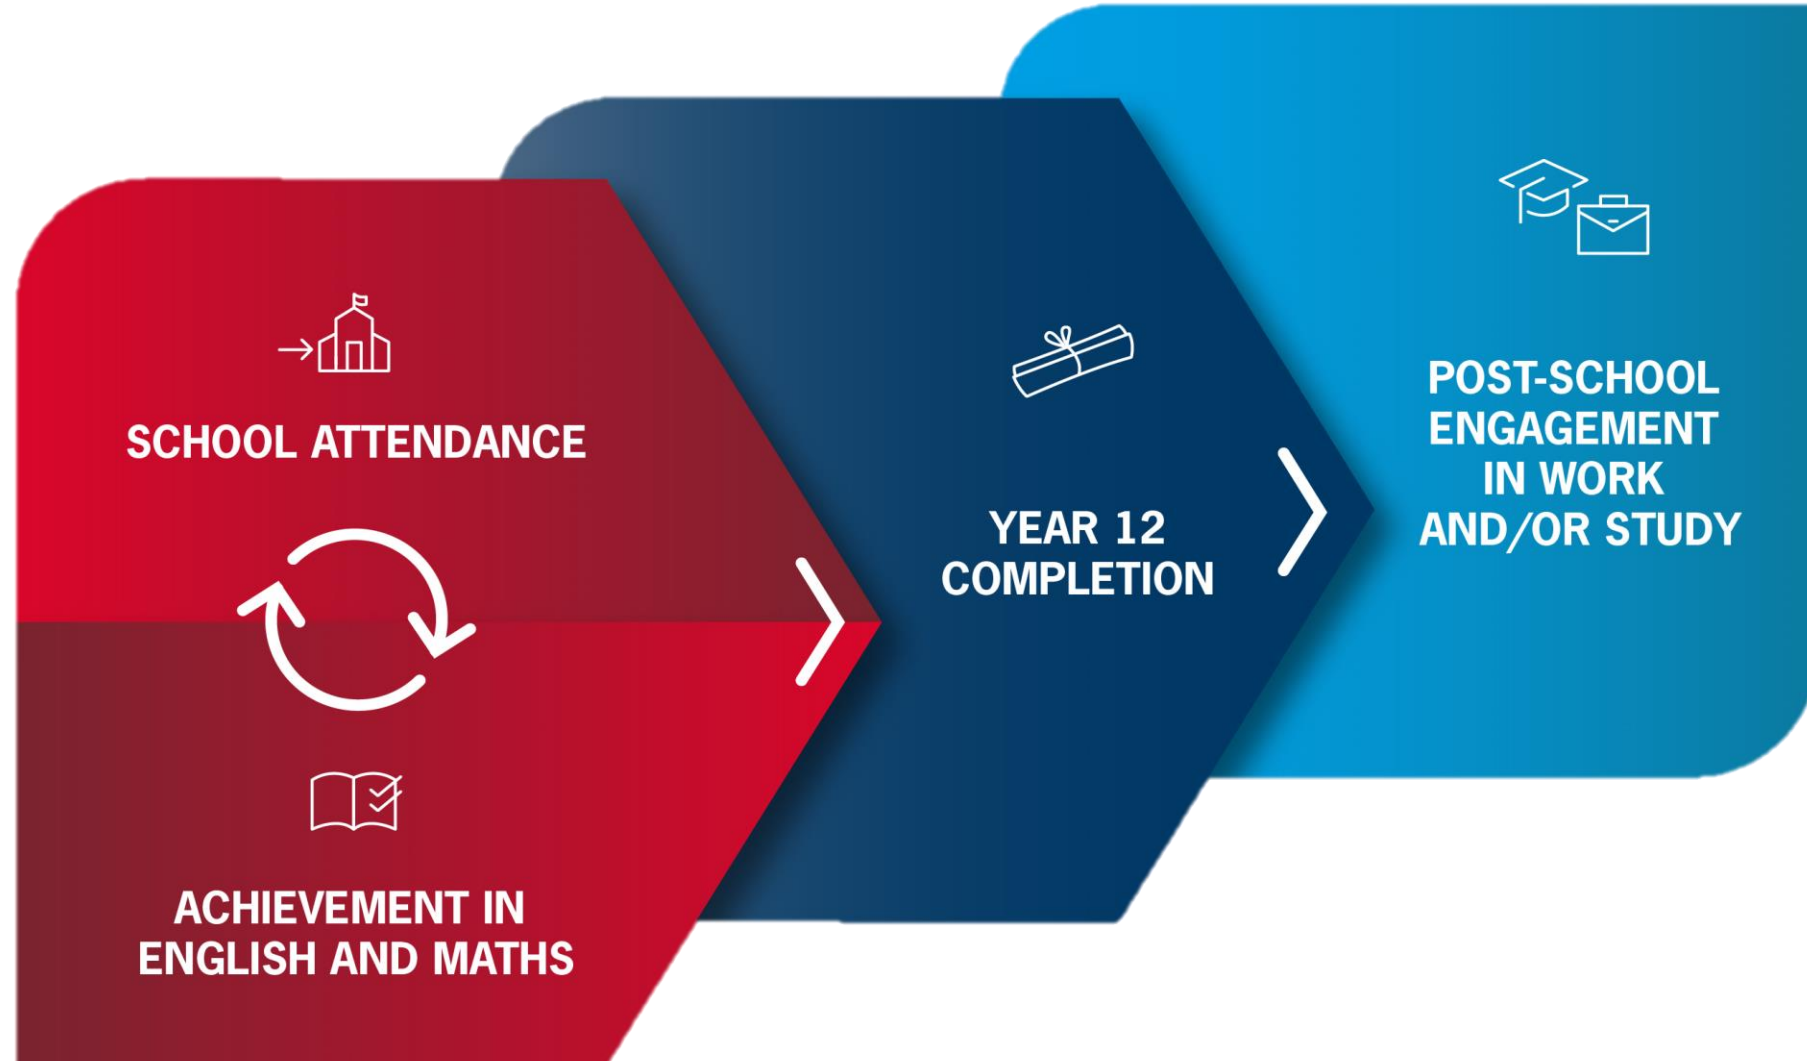 SCHOOL ATTENDANCE
ACHIEVEMENT IN
ENGLISH AND MATHS
YEAR 12
COMPLETION
POST-SCHOOL
ENGAGEMENT
IN WORK
AND/OR STUDY